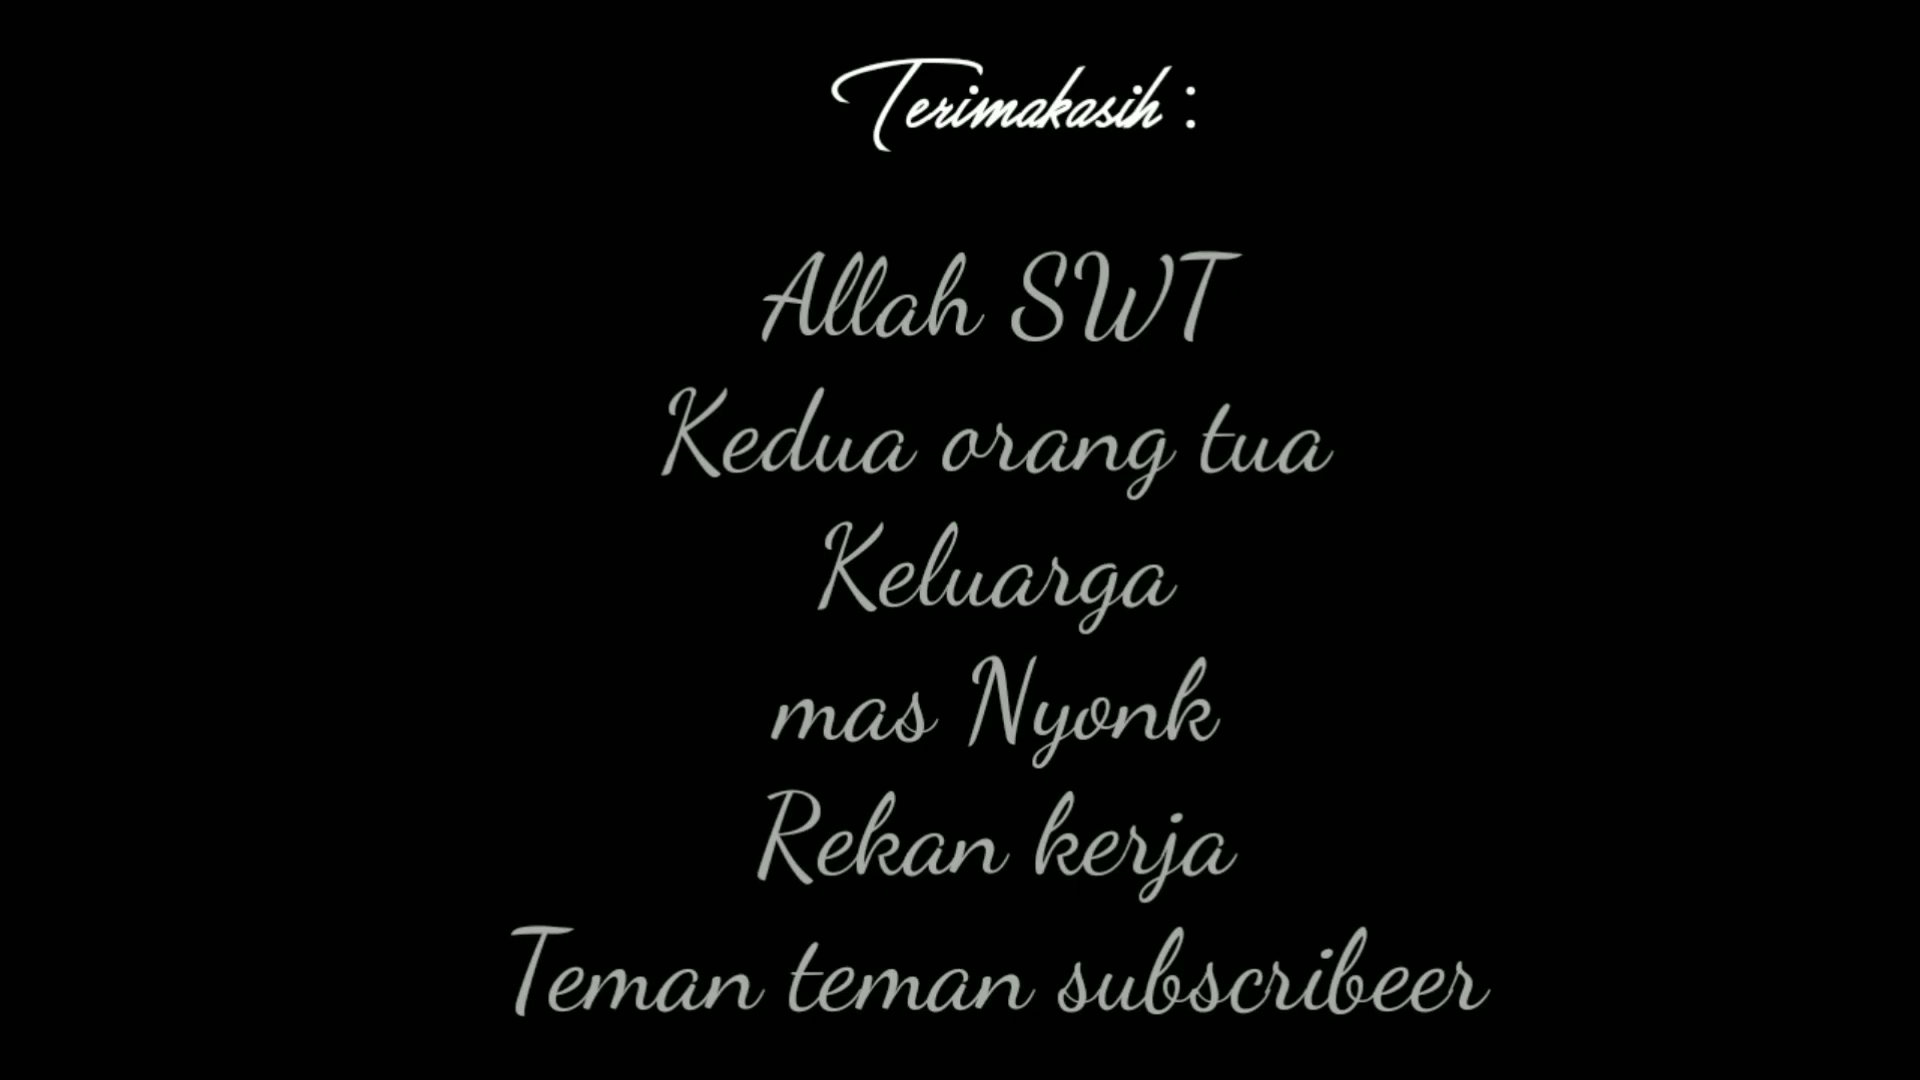 Terimakasih :
Allah SWT
Kedua orang tua
Keluarga
mas Nyonk
Rekan kerja
Teman teman subscribeer